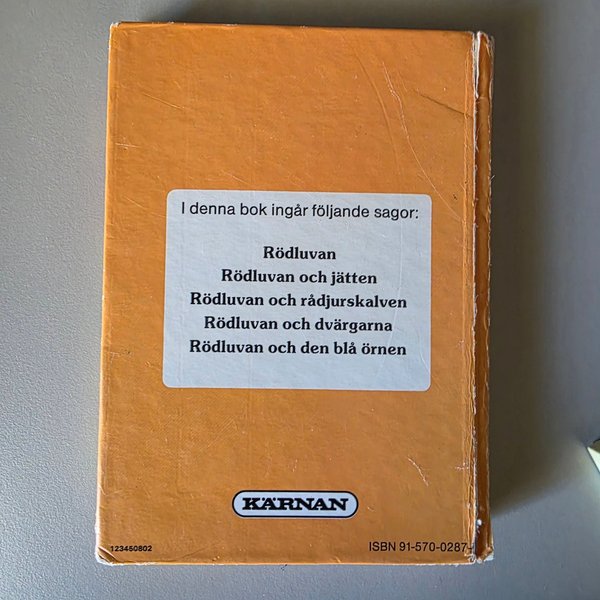 I denna bok ingår följande sagor:
Rödluvan
Rödluvan och jätten
Rödluvan och rådjurskalven
Rödluvan och dvärgarna
Rödluvan och den blå örnen
KÄRNAN
123450802
ISBN 91-570-0287-